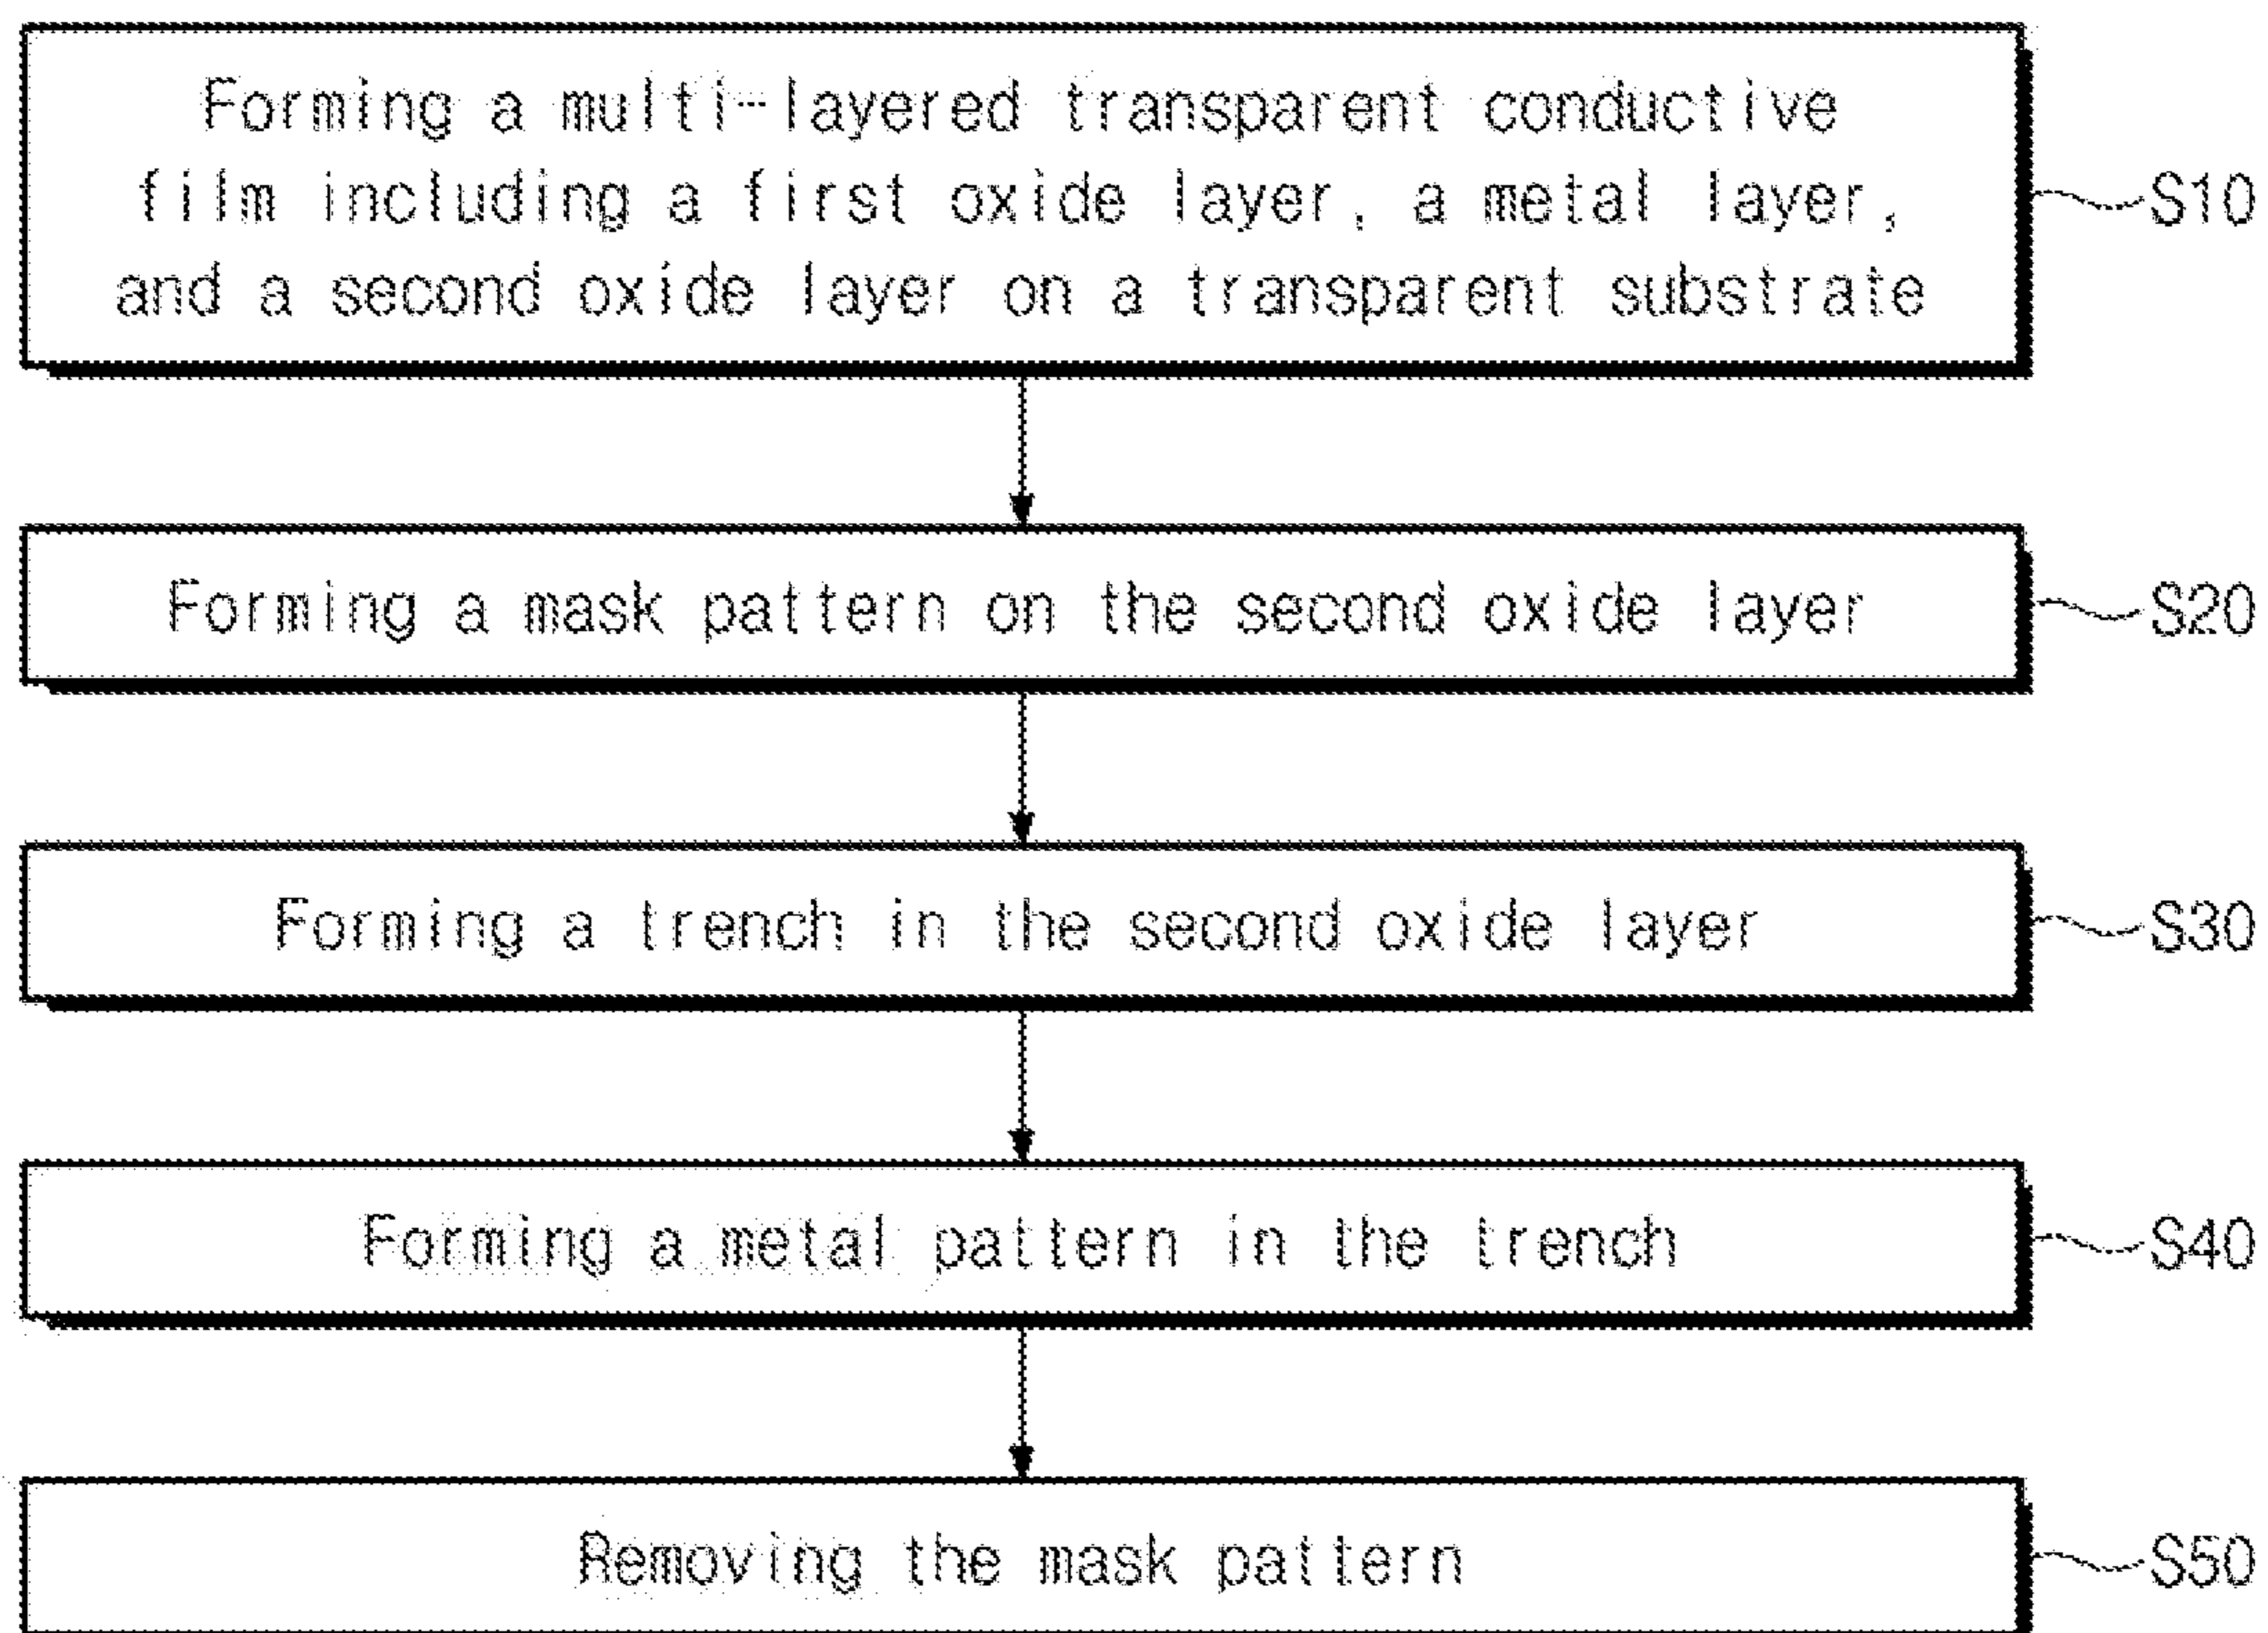 Forming a multi-layered transparent conductive
film including a first oxide layer, a metal layer,
and a second oxide layer on a transparent substrate
S10
Forming a mask pattern on the second oxide layer
S20
Forming a trench in the second oxide layer
S30
Forming a metal pattern in the trench
S40
Removing the mask pattern
S50